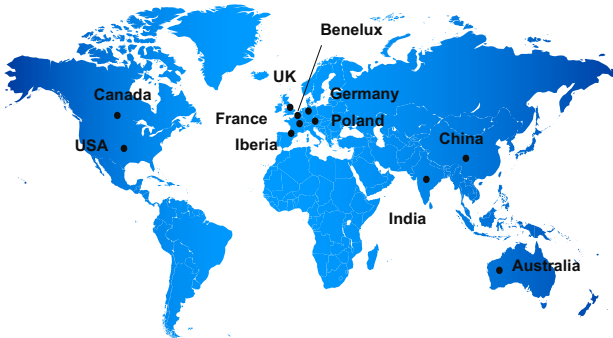 Benelux
UK
Canada
Germany
France
Poland
USA
Iberia
China
India
Australia